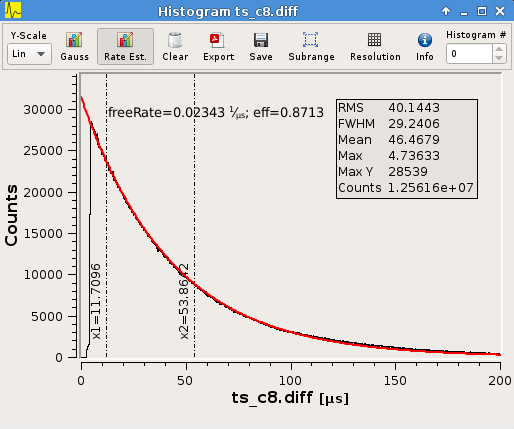 Histogram ts_c8.diff
Y-Scale
Lin
Gauss
Rate Est.
Clear
Export
Save
Subrange
Resolution
Info
Histogram #
0
freeRate=0.02343 ¹⁄µs; eff=0.8713
RMS 40.1443
FWHM 29.2406
Mean 46.4679
Max 4.73633
Max Y 28539
Counts 1.25616e+07
Counts
30000
25000
20000
15000
10000
5000
0
x1=11.7096
x2=53.8642
0 50 100 150 200
ts_c8.diff [µs]